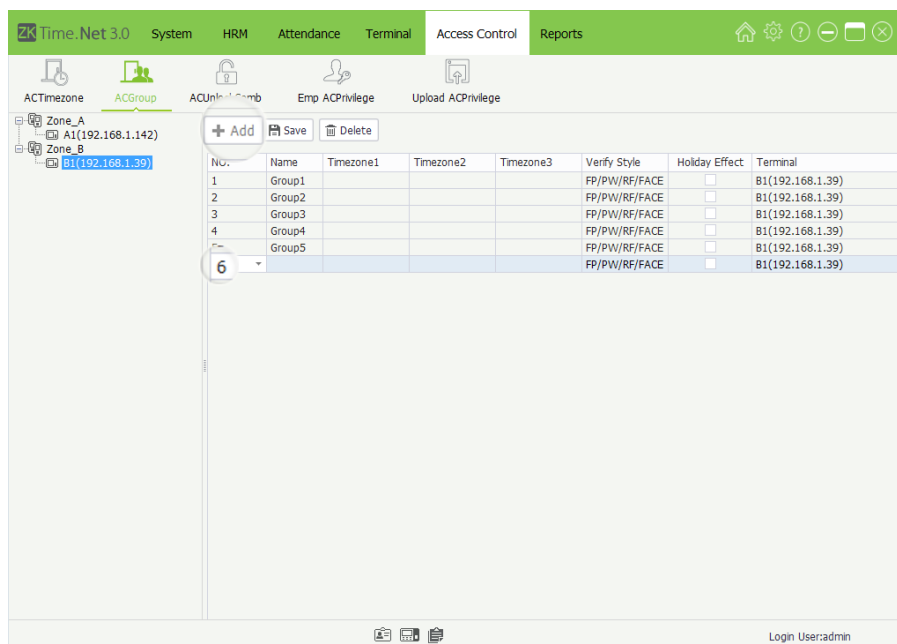 ZK Time.Net 3.0 System HRM Attendance Terminal Access Control Reports
ACTimezone ACGroup ACUnlock Comb Emp ACPrivilege Upload ACPrivilege
Zone_A
A1(192.168.1.142)
Zone_B
B1(192.168.1.39)
+ Add Save Delete
NO. Name Timezone1 Timezone2 Timezone3 Verify Style Holiday Effect Terminal
1 Group1 FP/PW/RF/FACE B1(192.168.1.39)
2 Group2 FP/PW/RF/FACE B1(192.168.1.39)
3 Group3 FP/PW/RF/FACE B1(192.168.1.39)
4 Group4 FP/PW/RF/FACE B1(192.168.1.39)
Group5 FP/PW/RF/FACE B1(192.168.1.39)
6 FP/PW/RF/FACE B1(192.168.1.39)
Login User:admin